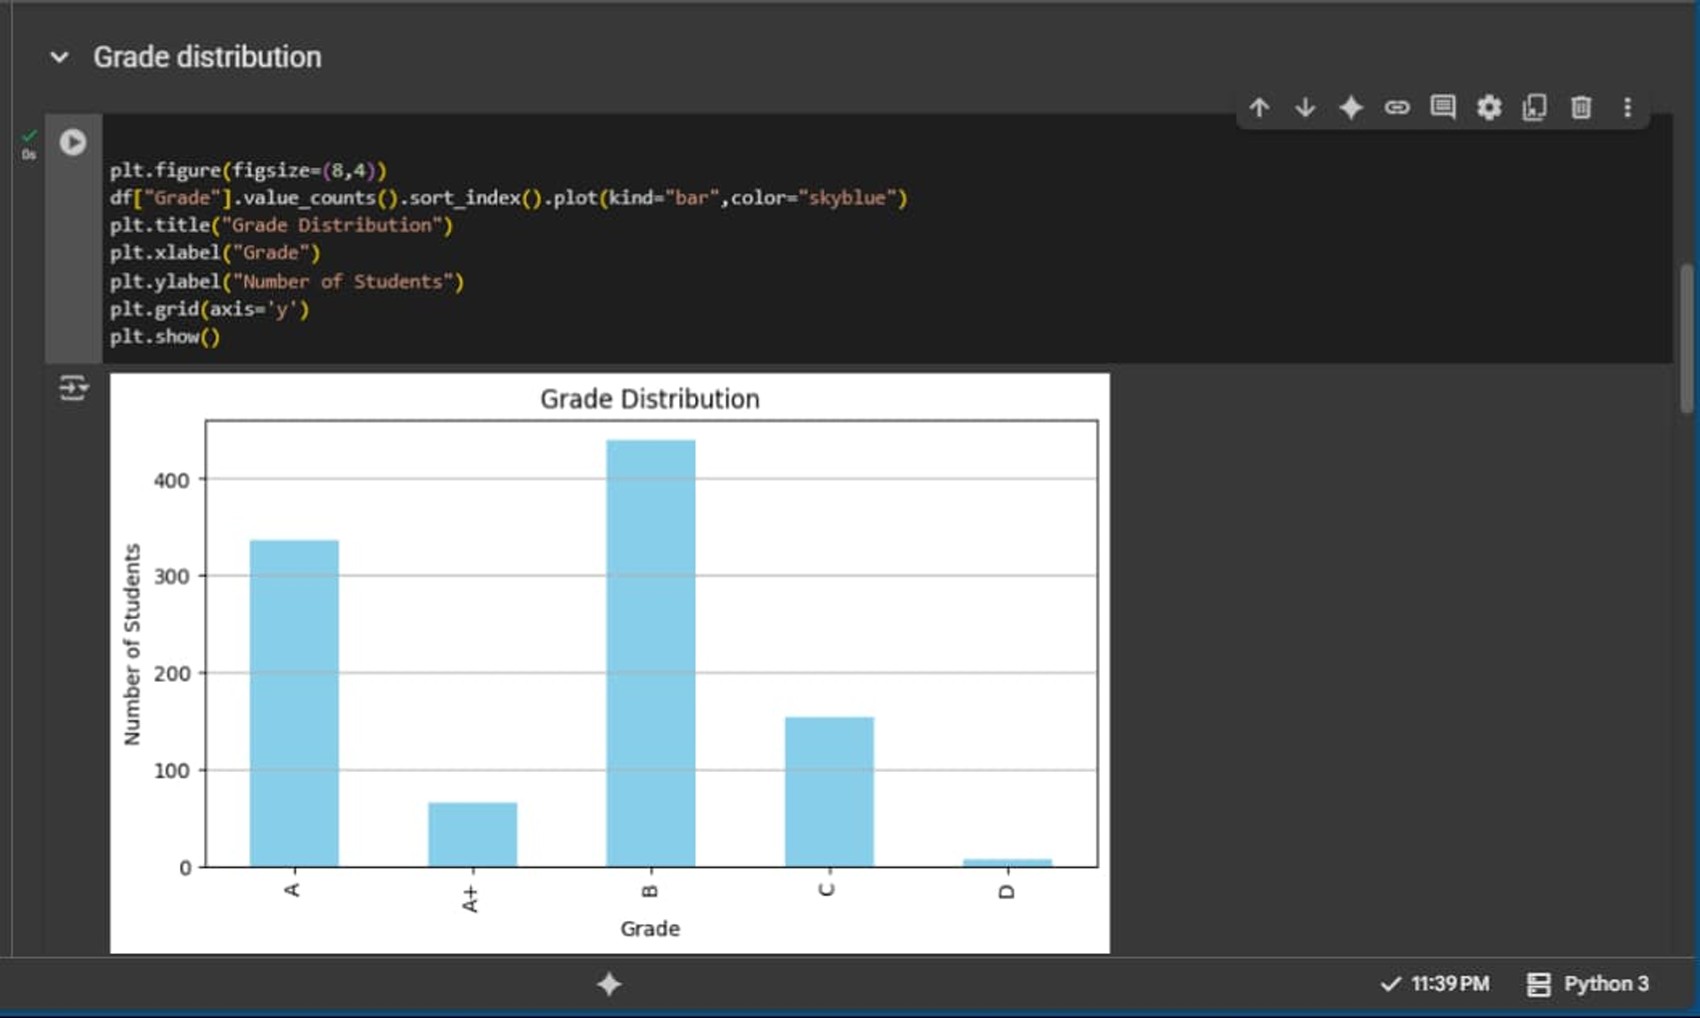 Grade distribution
0s
plt.figure(figsize=(8,4))
df["Grade"].value_counts().sort_index().plot(kind="bar",color="skyblue")
plt.title("Grade Distribution")
plt.xlabel("Grade")
plt.ylabel("Number of Students")
plt.grid(axis='y')
plt.show()
Grade Distribution
Number of Students
400
300
200
100
0
A
A+
B
C
D
Grade
11:39 PM
Python 3